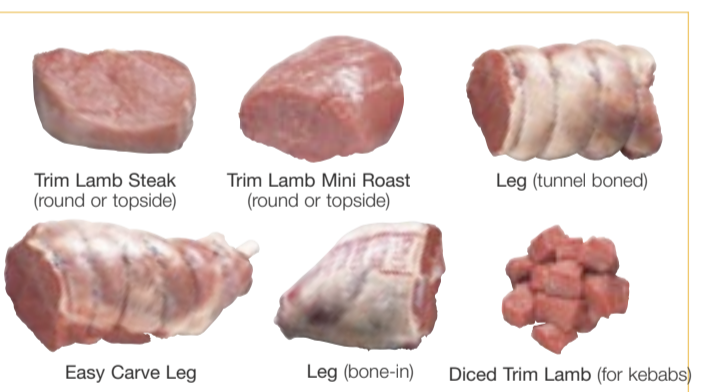 Trim Lamb Steak
(round or topside)
Trim Lamb Mini Roast
(round or topside)
Leg (tunnel boned)
Easy Carve Leg
Leg (bone-in)
Diced Trim Lamb (for kebabs)